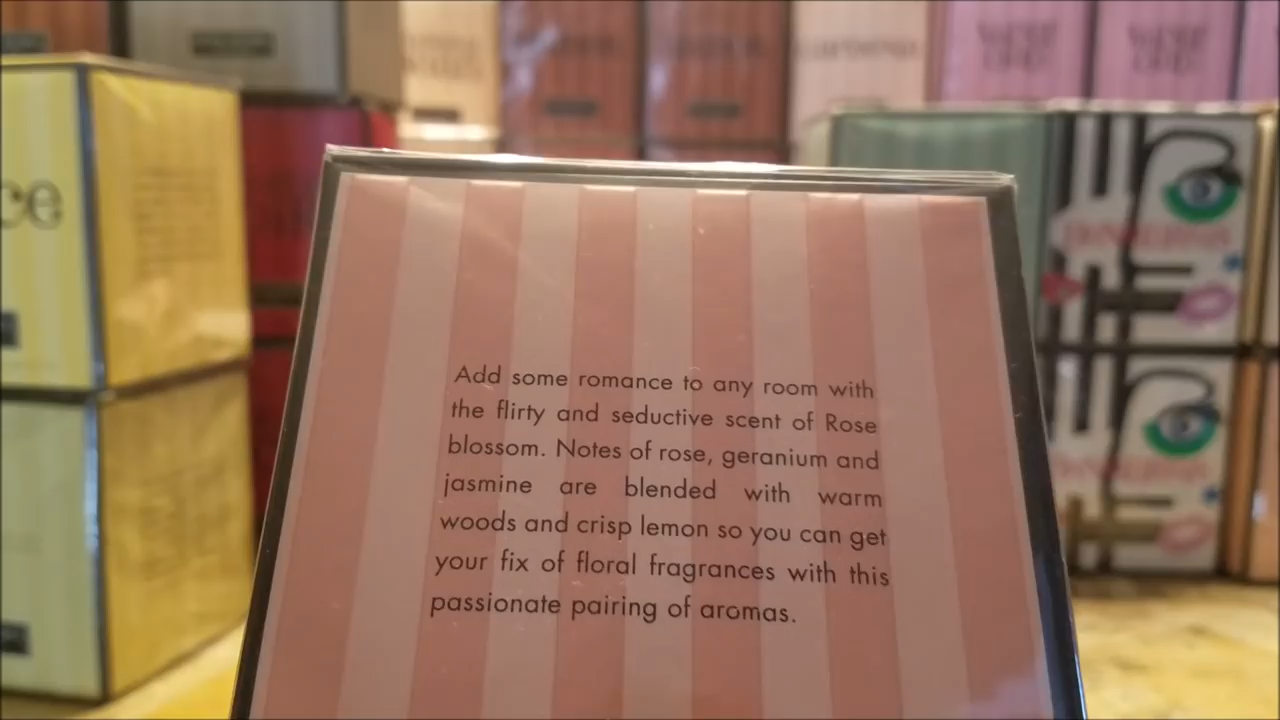 Add some romance to any room with
the flirty and seductive scent of Rose
blossom. Notes of rose, geranium and
jasmine are blended with warm
woods and crisp lemon so you can get
your fix of floral fragrances with this
passionate pairing of aromas.
ce